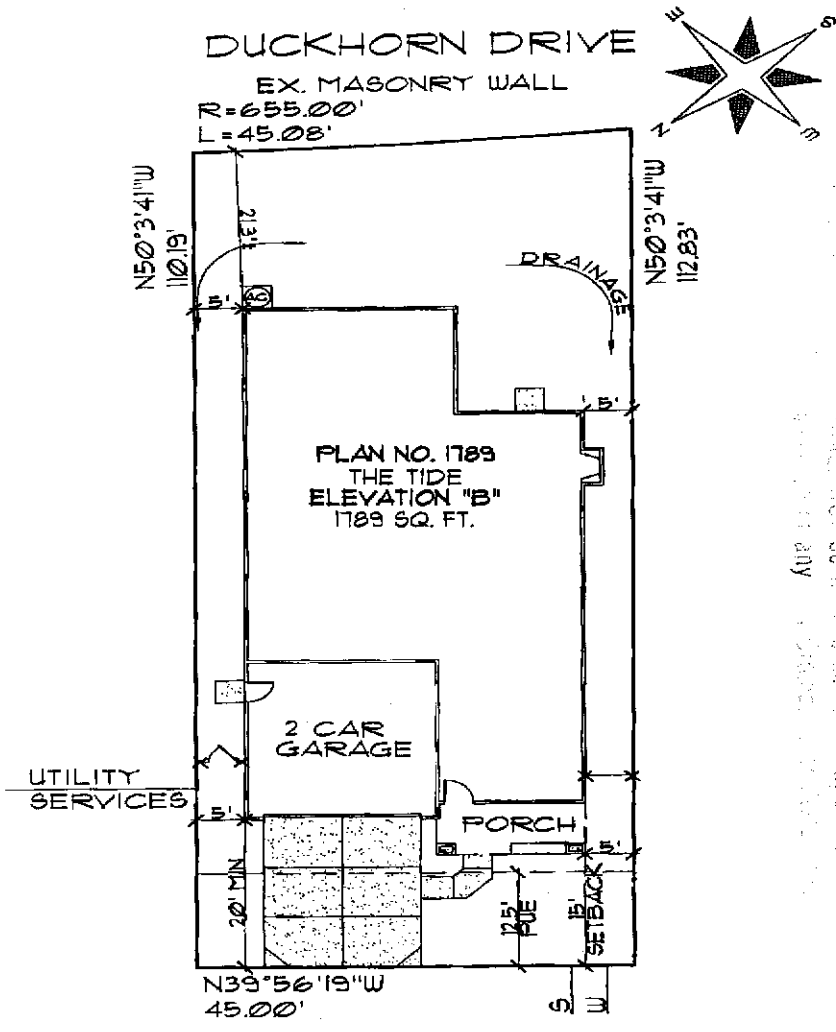 DUCKHORN DRIVE
EX. MASONRY WALL
R=655.00'
L=45.08'
E
S
N
W
N50°3'41"W
110.19'
21'3"±
N50°3'41"W
112.83'
DRAINAGE
5'
5'
PLAN NO. 1789
THE TIDE
ELEVATION "B"
1789 SQ. FT.
2 CAR
GARAGE
UTILITY
SERVICES
5'
PORCH
5'
20' MIN
12.5'
PUE
15'
SETBACK
N39°56'19"W
45.00'
S
W
any